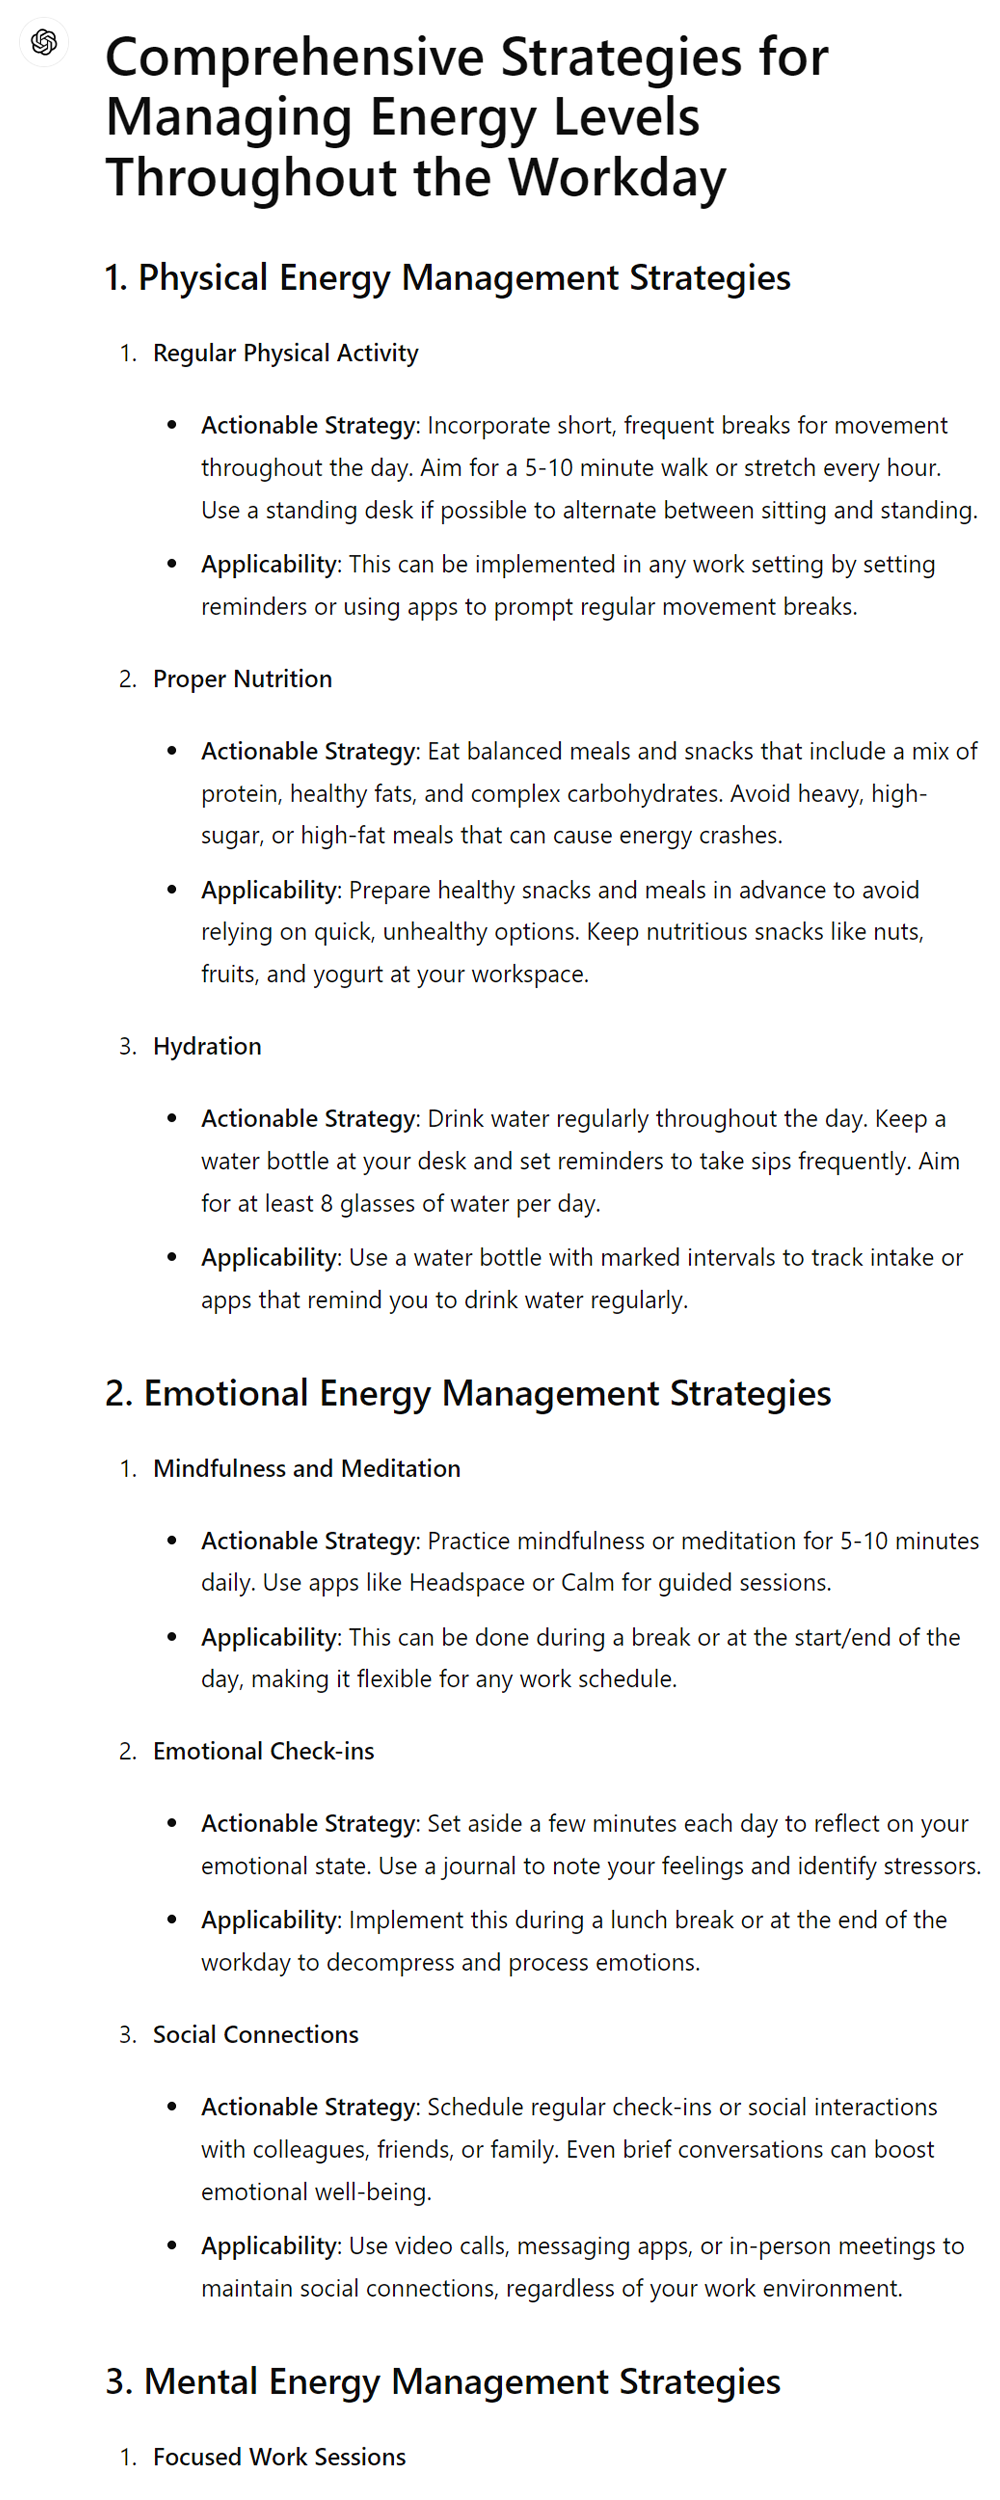 Comprehensive Strategies for
Managing Energy Levels
Throughout the Workday
1. Physical Energy Management Strategies
1. Regular Physical Activity
• Actionable Strategy: Incorporate short, frequent breaks for movement
throughout the day. Aim for a 5-10 minute walk or stretch every hour.
Use a standing desk if possible to alternate between sitting and standing.
• Applicability: This can be implemented in any work setting by setting
reminders or using apps to prompt regular movement breaks.
2. Proper Nutrition
• Actionable Strategy: Eat balanced meals and snacks that include a mix of
protein, healthy fats, and complex carbohydrates. Avoid heavy, high-
sugar, or high-fat meals that can cause energy crashes.
• Applicability: Prepare healthy snacks and meals in advance to avoid
relying on quick, unhealthy options. Keep nutritious snacks like nuts,
fruits, and yogurt at your workspace.
3. Hydration
• Actionable Strategy: Drink water regularly throughout the day. Keep a
water bottle at your desk and set reminders to take sips frequently. Aim
for at least 8 glasses of water per day.
• Applicability: Use a water bottle with marked intervals to track intake or
apps that remind you to drink water regularly.
2. Emotional Energy Management Strategies
1. Mindfulness and Meditation
• Actionable Strategy: Practice mindfulness or meditation for 5-10 minutes
daily. Use apps like Headspace or Calm for guided sessions.
• Applicability: This can be done during a break or at the start/end of the
day, making it flexible for any work schedule.
2. Emotional Check-ins
• Actionable Strategy: Set aside a few minutes each day to reflect on your
emotional state. Use a journal to note your feelings and identify stressors.
• Applicability: Implement this during a lunch break or at the end of the
workday to decompress and process emotions.
3. Social Connections
• Actionable Strategy: Schedule regular check-ins or social interactions
with colleagues, friends, or family. Even brief conversations can boost
emotional well-being.
• Applicability: Use video calls, messaging apps, or in-person meetings to
maintain social connections, regardless of your work environment.
3. Mental Energy Management Strategies
1. Focused Work Sessions